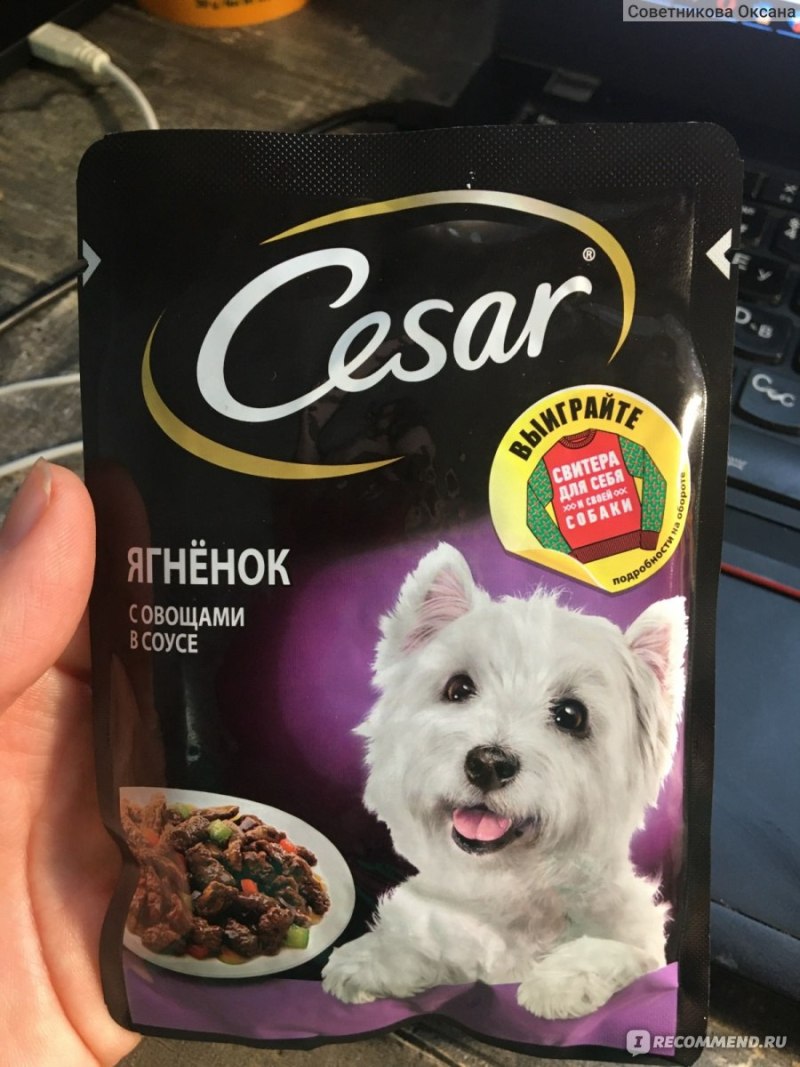 Советникова Оксана
Cesar®
ВЫИГРАЙТЕ
СВИТЕРА
ДЛЯ СЕБЯ
И СВОЕЙ
СОБАКИ
подробности на обороте
ЯГНЁНОК
С ОВОЩАМИ
В СОУСЕ
I RECOMMEND.RU